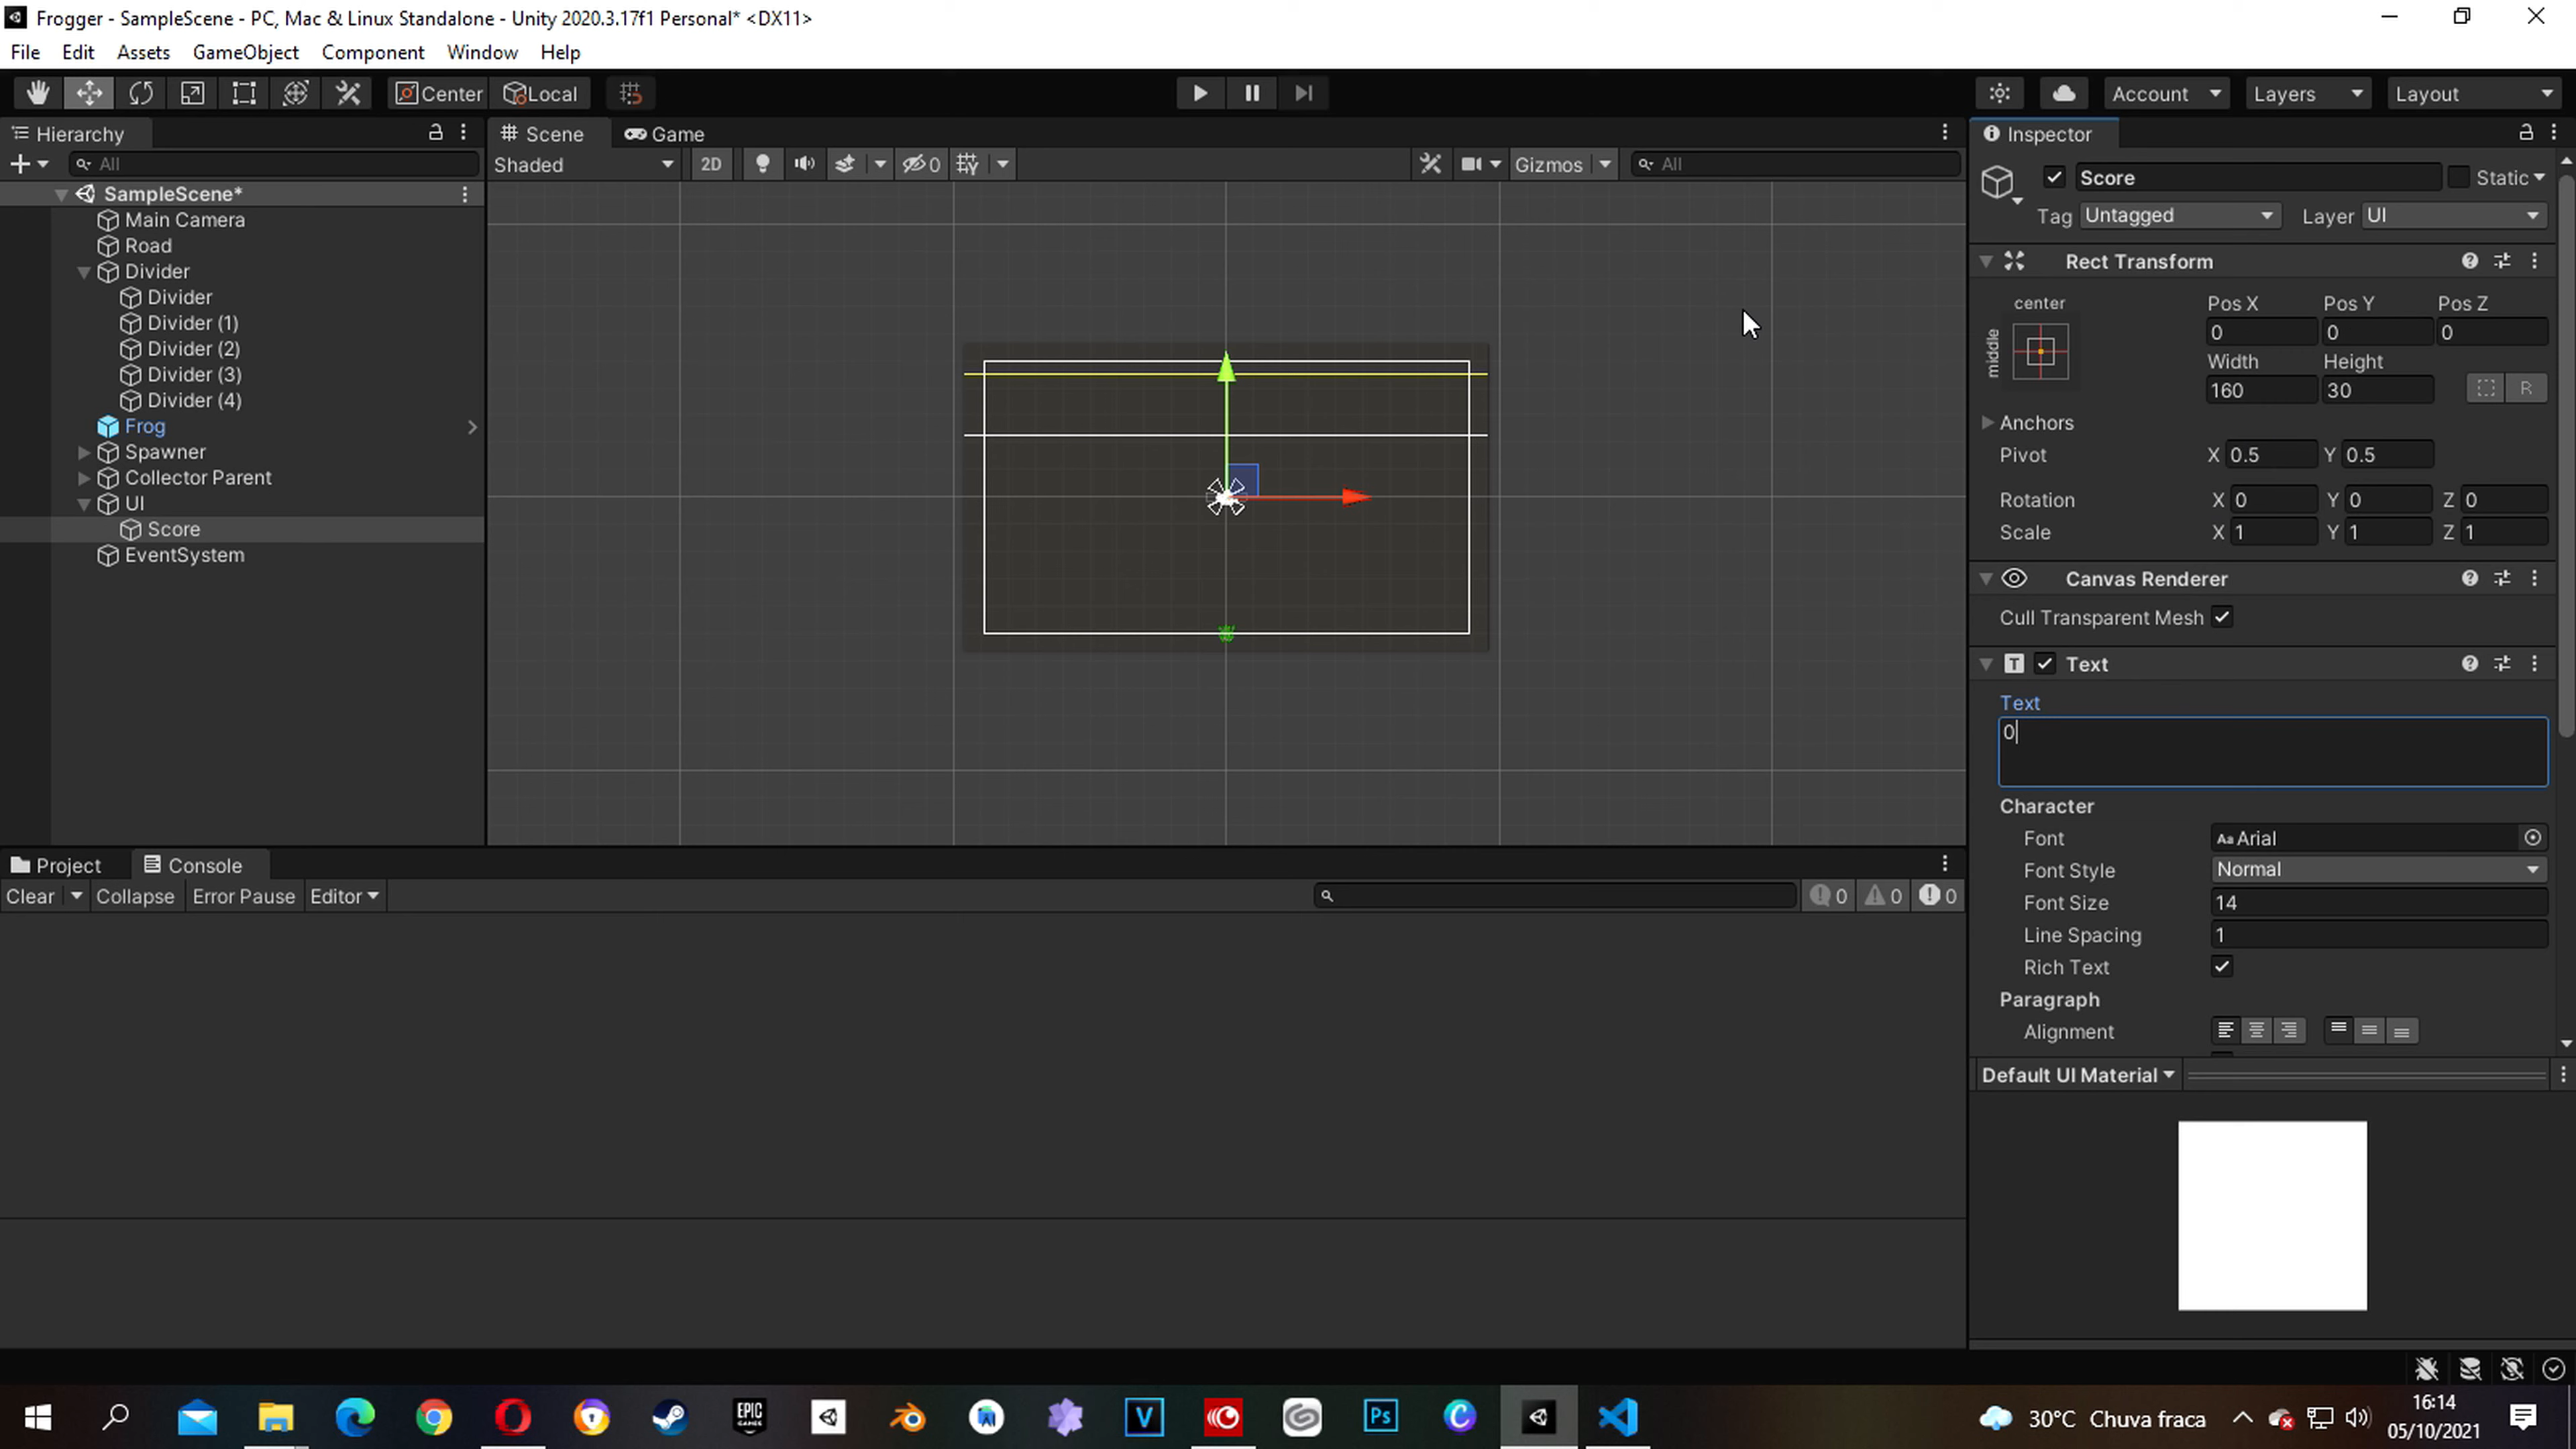 Frogger - SampleScene - PC, Mac & Linux Standalone - Unity 2020.3.17f1 Personal* <DX11>
File Edit Assets GameObject Component Window Help
Center Local Account Layers Layout
Hierarchy
All
SampleScene*
Main Camera
Road
Divider
Divider
Divider (1)
Divider (2)
Divider (3)
Divider (4)
Frog
Spawner
Collector Parent
UI
Score
EventSystem
Scene Game
Shaded 2D 0 Gizmos All
Inspector
Score Static
Tag Untagged Layer UI
Rect Transform
center
middle
Pos X Pos Y Pos Z
0 0 0
Width Height
160 30 R
Anchors
Pivot X 0.5 Y 0.5
Rotation X 0 Y 0 Z 0
Scale X 1 Y 1 Z 1
Canvas Renderer
Cull Transparent Mesh
T Text
Text
0
Character
Font Aa Arial
Font Style Normal
Font Size 14
Line Spacing 1
Rich Text
Paragraph
Alignment
Default UI Material
Project Console
Clear Collapse Error Pause Editor 0 0 0
EPIC GAMES
V
Ps
C
30°C Chuva fraca
16:14
05/10/2021